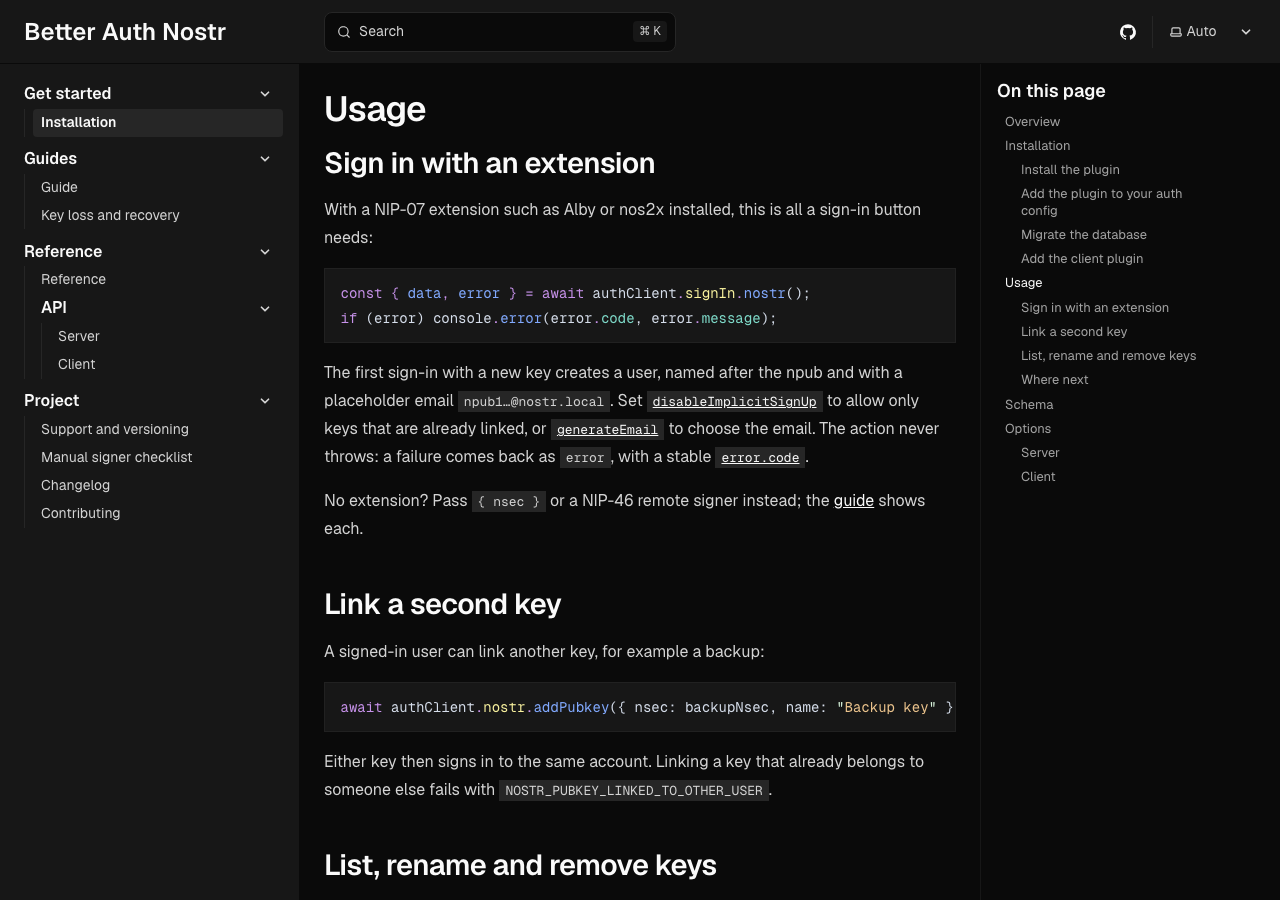 Better Auth Nostr
Search
⌘ K
Auto
Get started
Installation
Guides
Guide
Key loss and recovery
Reference
Reference
API
Server
Client
Project
Support and versioning
Manual signer checklist
Changelog
Contributing
Usage
Sign in with an extension
With a NIP-07 extension such as Alby or nos2x installed, this is all a sign-in button
needs:
const { data, error } = await authClient.signIn.nostr();
if (error) console.error(error.code, error.message);
The first sign-in with a new key creates a user, named after the npub and with a
placeholder email npub1…@nostr.local. Set disableImplicitSignUp to allow only
keys that are already linked, or generateEmail to choose the email. The action never
throws: a failure comes back as error, with a stable error.code.
No extension? Pass { nsec } or a NIP-46 remote signer instead; the guide shows
each.
Link a second key
A signed-in user can link another key, for example a backup:
await authClient.nostr.addPubkey({ nsec: backupNsec, name: "Backup key" }
Either key then signs in to the same account. Linking a key that already belongs to
someone else fails with NOSTR_PUBKEY_LINKED_TO_OTHER_USER.
List, rename and remove keys
On this page
Overview
Installation
Install the plugin
Add the plugin to your auth
config
Migrate the database
Add the client plugin
Usage
Sign in with an extension
Link a second key
List, rename and remove keys
Where next
Schema
Options
Server
Client